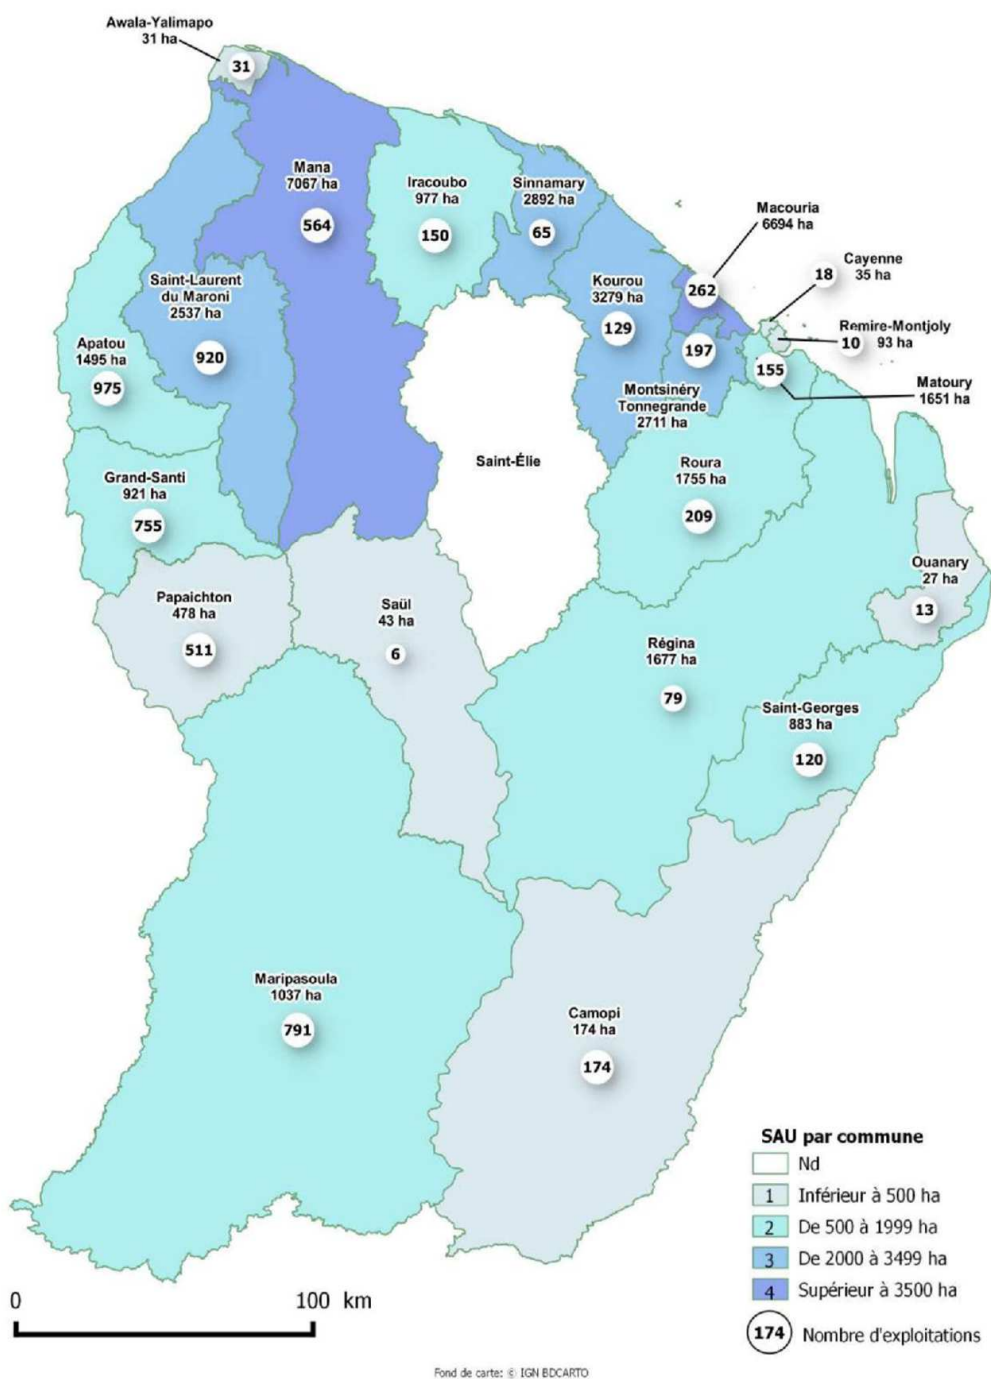 Awala-Yalimapo
31 ha
31
Mana
7067 ha
564
Iracoubo
977 ha
150
Sinnamary
2892 ha
65
Macouria
6694 ha
262
Cayenne
35 ha
18
Kourou
3279 ha
129
Remire-Montjoly
93 ha
10
197
Montsinéry
Tonnegrande
2711 ha
155
Matoury
1651 ha
Saint-Laurent
du Maroni
2537 ha
920
Apatou
1495 ha
975
Saint-Élie
Roura
1755 ha
209
Grand-Santi
921 ha
755
Ouanary
27 ha
13
Papaichton
478 ha
511
Saül
43 ha
6
Régina
1677 ha
79
Saint-Georges
883 ha
120
Maripasoula
1037 ha
791
Camopi
174 ha
174
SAU par commune
Nd
1 Inférieur à 500 ha
2 De 500 à 1999 ha
3 De 2000 à 3499 ha
4 Supérieur à 3500 ha
174 Nombre d'exploitations
0 100 km
Fond de carte: © IGN BDCARTO